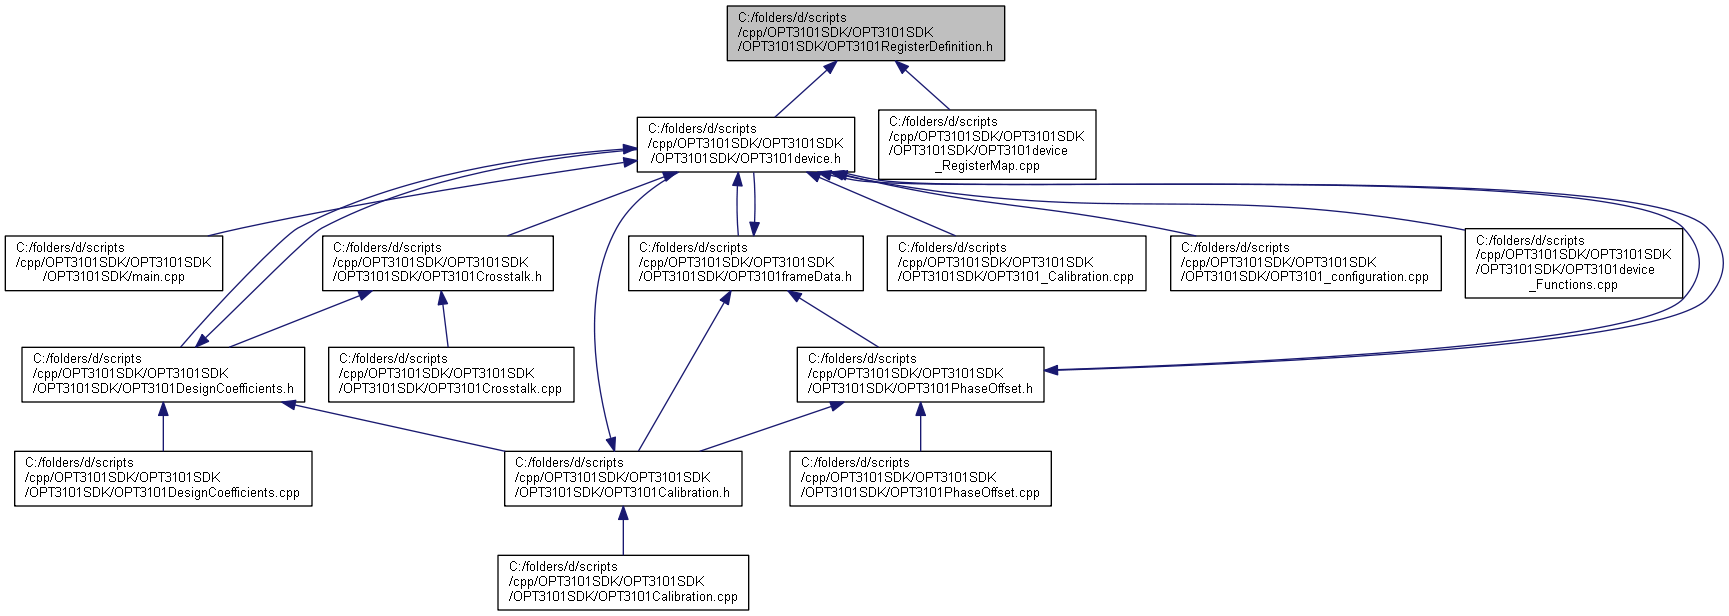 C:/folders/d/scripts
/cpp/OPT3101SDK/OPT3101SDK
/OPT3101SDK/OPT3101RegisterDefinition.h
C:/folders/d/scripts
/cpp/OPT3101SDK/OPT3101SDK
/OPT3101SDK/OPT3101device.h
C:/folders/d/scripts
/cpp/OPT3101SDK/OPT3101SDK
/OPT3101SDK/OPT3101device
_RegisterMap.cpp
C:/folders/d/scripts
/cpp/OPT3101SDK/OPT3101SDK
/OPT3101SDK/main.cpp
C:/folders/d/scripts
/cpp/OPT3101SDK/OPT3101SDK
/OPT3101SDK/OPT3101Crosstalk.h
C:/folders/d/scripts
/cpp/OPT3101SDK/OPT3101SDK
/OPT3101SDK/OPT3101frameData.h
C:/folders/d/scripts
/cpp/OPT3101SDK/OPT3101SDK
/OPT3101SDK/OPT3101_Calibration.cpp
C:/folders/d/scripts
/cpp/OPT3101SDK/OPT3101SDK
/OPT3101SDK/OPT3101_configuration.cpp
C:/folders/d/scripts
/cpp/OPT3101SDK/OPT3101SDK
/OPT3101SDK/OPT3101device
_Functions.cpp
C:/folders/d/scripts
/cpp/OPT3101SDK/OPT3101SDK
/OPT3101SDK/OPT3101DesignCoefficients.h
C:/folders/d/scripts
/cpp/OPT3101SDK/OPT3101SDK
/OPT3101SDK/OPT3101Crosstalk.cpp
C:/folders/d/scripts
/cpp/OPT3101SDK/OPT3101SDK
/OPT3101SDK/OPT3101PhaseOffset.h
C:/folders/d/scripts
/cpp/OPT3101SDK/OPT3101SDK
/OPT3101SDK/OPT3101DesignCoefficients.cpp
C:/folders/d/scripts
/cpp/OPT3101SDK/OPT3101SDK
/OPT3101SDK/OPT3101Calibration.h
C:/folders/d/scripts
/cpp/OPT3101SDK/OPT3101SDK
/OPT3101SDK/OPT3101PhaseOffset.cpp
C:/folders/d/scripts
/cpp/OPT3101SDK/OPT3101SDK
/OPT3101SDK/OPT3101Calibration.cpp